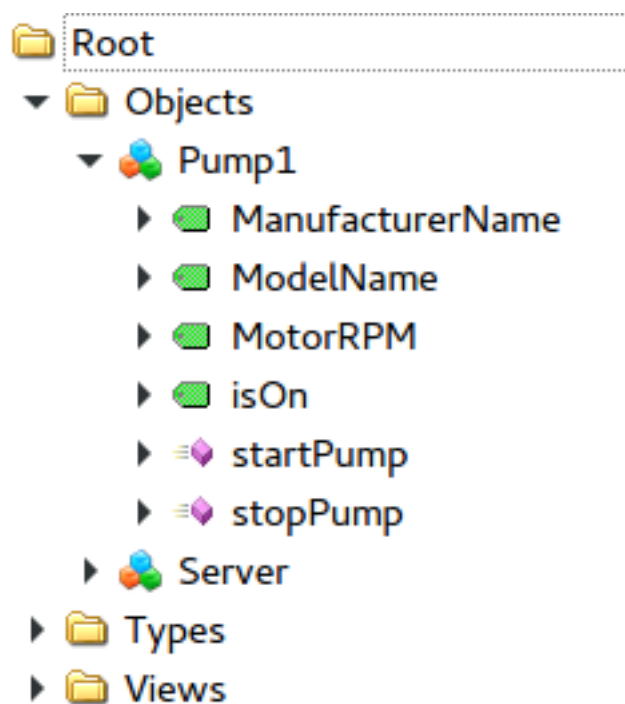 Root
Objects
Pump1
ManufacturerName
ModelName
MotorRPM
isOn
startPump
stopPump
Server
Types
Views